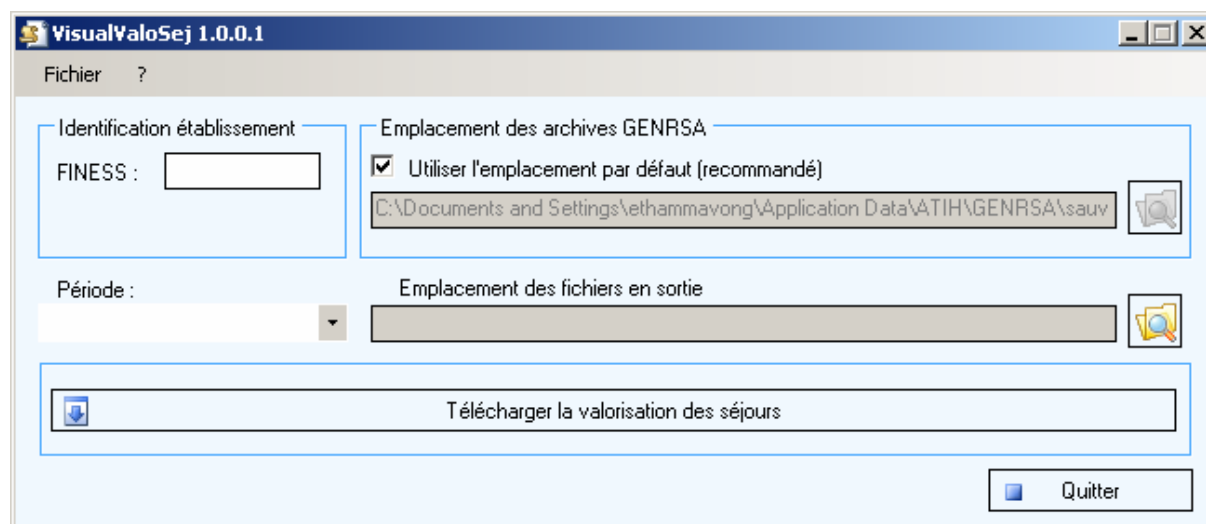 VisualValoSej 1.0.0.1
Fichier ?
Identification établissement
FINESS :
Emplacement des archives GENRSA
Utiliser l'emplacement par défaut (recommandé)
C:\Documents and Settings\ethammavong\Application Data\ATIH\GENRSA\sauv
Période :
Emplacement des fichiers en sortie
Télécharger la valorisation des séjours
Quitter